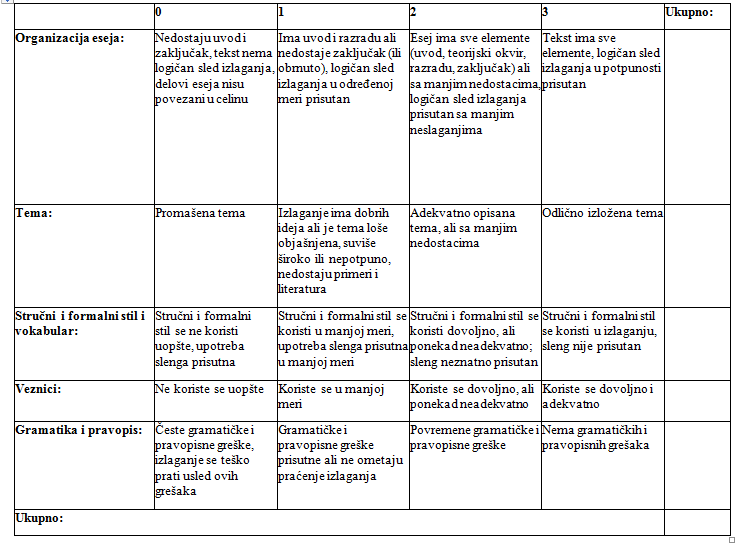 0 1 2 3 Ukupno:
Organizacija eseja:
Nedostaju uvod i
zaključak, tekst nema
logičan sled izlaganja,
delovi eseja nisu
povezani u celinu
Ima uvod i razradu ali
nedostaje zaključak (ili
obrnuto), logičan sled
izlaganja u određenoj
meri prisutan
Esej ima sve elemente
(uvod, teorijski okvir,
razradu, zaključak) ali
sa manjim nedostacima,
logičan sled izlaganja
prisutan sa manjim
neslaganjima
Tekst ima sve
elemente, logičan sled
izlaganja u potpunosti
prisutan
Tema:
Promašena tema
Izlaganje ima dobrih
ideja ali je tema loše
objašnjena, suviše
široko ili nepotpuno,
nedostaju primeri i
literatura
Adekvatno opisana
tema, ali sa manjim
nedostacima
Odlično izložena tema
Stručni i formalni stil i
vokabular:
Stručni i formalni
stil se ne koristi
uopšte, upotreba
slenga prisutna
Stručni i formalni stil se
koristi u manjoj meri,
upotreba slenga prisutna
u manjoj meri
Stručni i formalni stil se
koristi dovoljno, ali
ponekad neadekvatno;
sleng neznatno prisutan
Stručni i formalni stil
se koristi u izlaganju,
sleng nije prisutan
Veznici:
Ne koriste se uopšte
Koriste se u manjoj
meri
Koriste se dovoljno, ali
ponekad neadekvatno
Koriste se dovoljno i
adekvatno
Gramatika i pravopis:
Česte gramatičke i
pravopisne greške,
izlaganje se teško
prati usled ovih
grešaka
Gramatičke i
pravopisne greške
prisutne ali ne ometaju
praćenje izlaganja
Povremene gramatičke i
pravopisne greške
Nema gramatičkih i
pravopisnih grešaka
Ukupno: